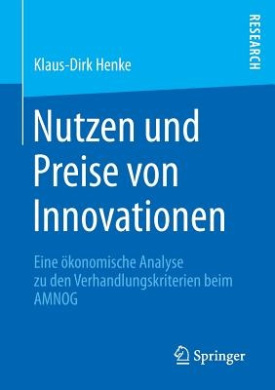 RESEARCH
Klaus-Dirk Henke
Nutzen und
Preise von
Innovationen
Eine ökonomische Analyse
zu den Verhandlungskriterien beim
AMNOG
Springer